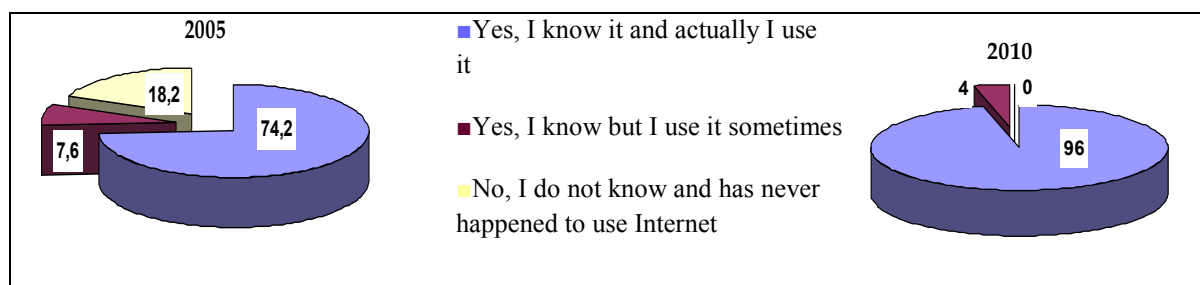 2005
18,2
74,2
7,6
Yes, I know it and actually I use
it
Yes, I know but I use it sometimes
No, I do not know and has never
happened to use Internet
2010
4
0
96